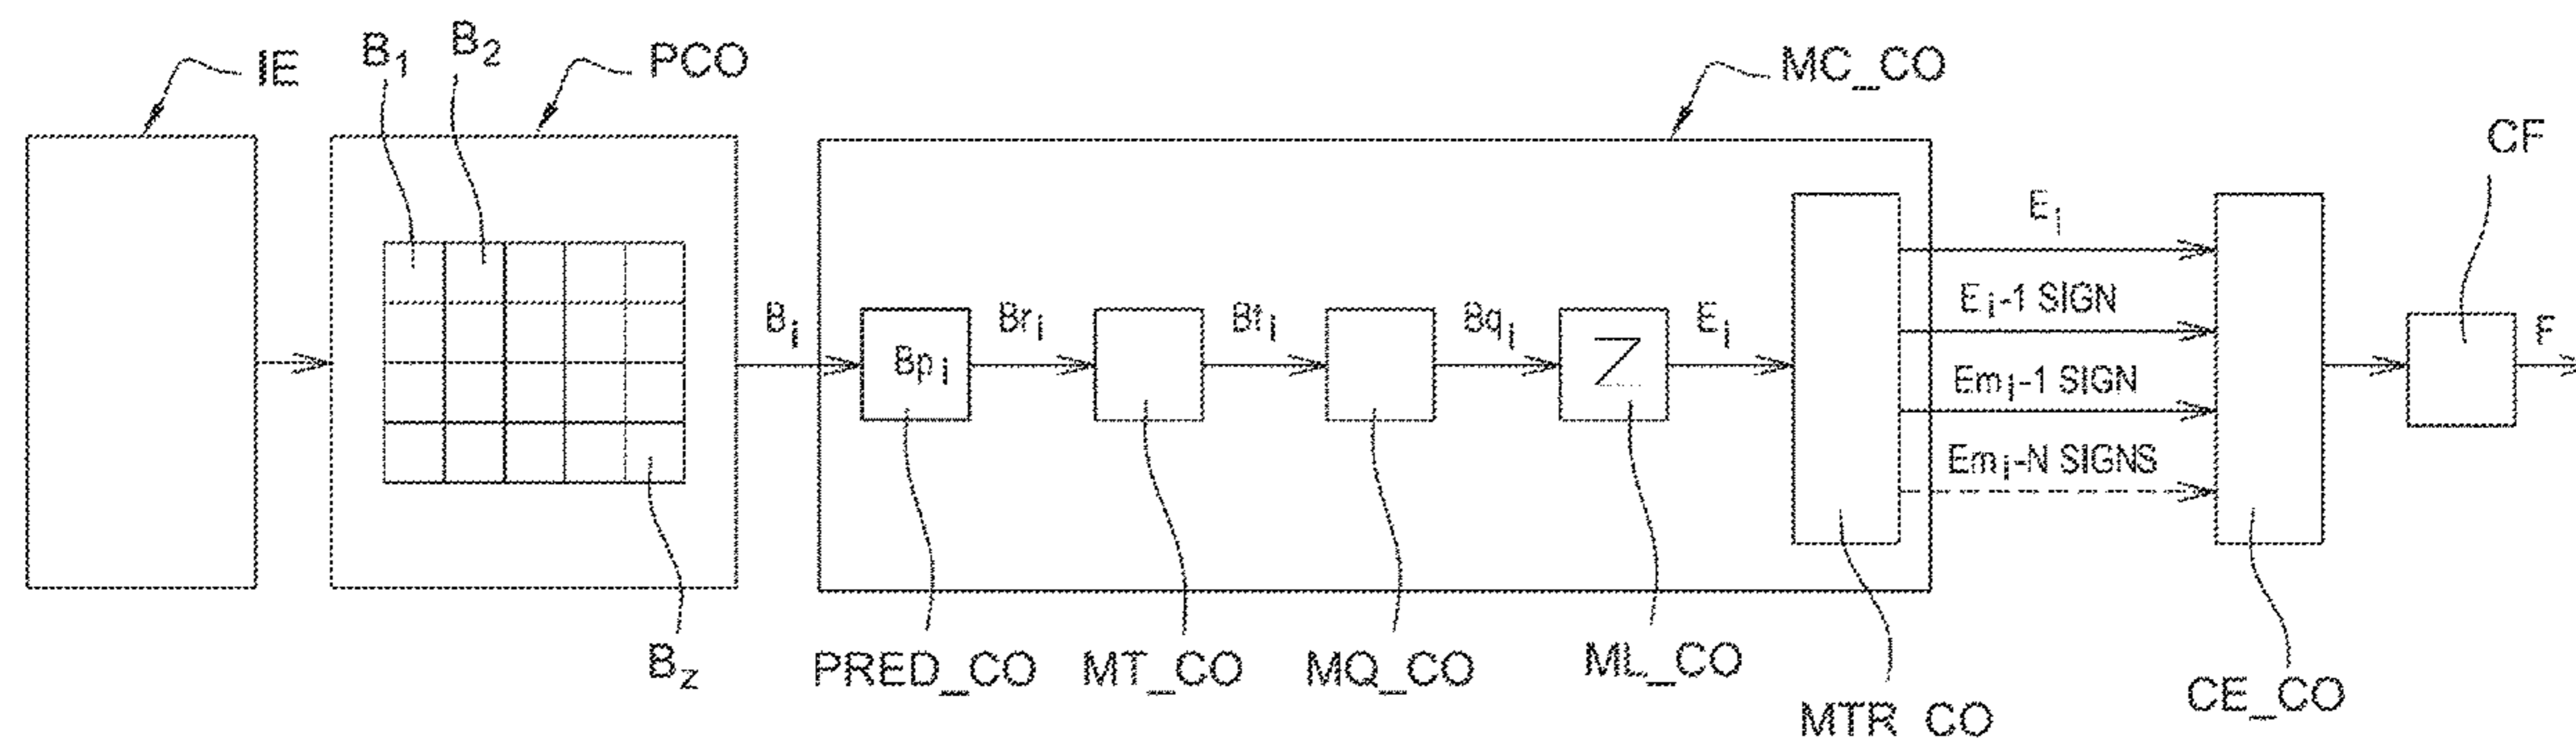 IE
B1
B2
PCO
MC_CO
CF
Bi
Bpi
Bri
Bti
Bqi
Z
Ei
Ei
Ei-1 SIGN
Emi-1 SIGN
Emi-N SIGNS
F
Bz
PRED_CO
MT_CO
MQ_CO
ML_CO
MTR_CO
CE_CO